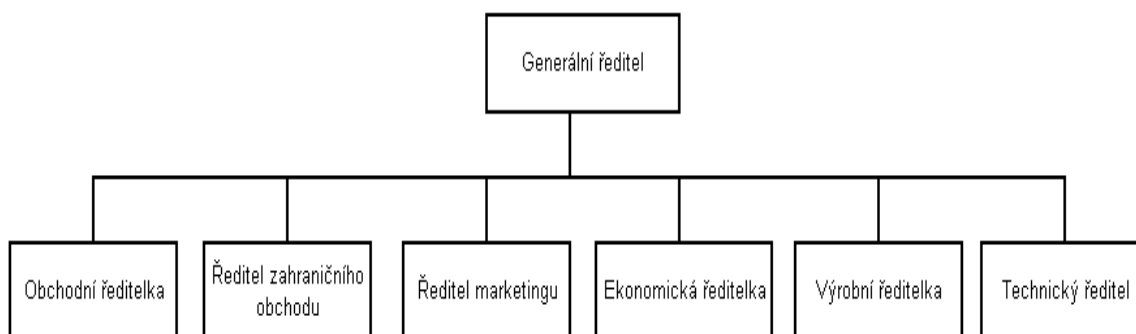 Generální ředitel
Obchodní ředitelka
Ředitel zahraničního
obchodu
Ředitel marketingu
Ekonomická ředitelka
Výrobní ředitelka
Technický ředitel